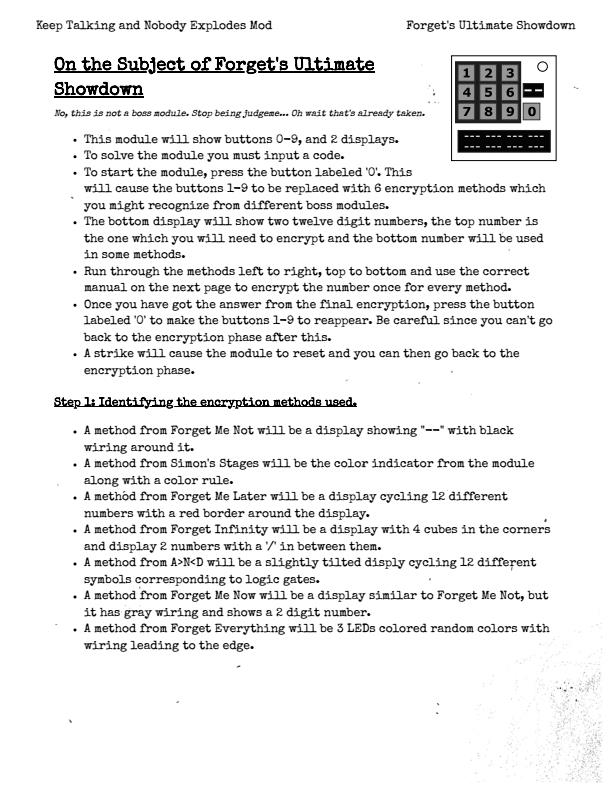 Keep Talking and Nobody Explodes Mod
Forget's Ultimate Showdown
On the Subject of Forget's Ultimate
Showdown
No, this is not a boss module. Stop being judgeme... Oh wait that's already taken.
1 2 3
4 5 6 --
7 8 9 0
--- --- --- ---
--- --- --- ---
• This module will show buttons 0-9, and 2 displays.
• To solve the module you must input a code.
• To start the module, press the button labeled '0'. This
will cause the buttons 1-9 to be replaced with 6 encryption methods which
you might recognize from different boss modules.
• The bottom display will show two twelve digit numbers, the top number is
the one which you will need to encrypt and the bottom number will be used
in some methods.
• Run through the methods left to right, top to bottom and use the correct
manual on the next page to encrypt the number once for every method.
• Once you have got the answer from the final encryption, press the button
labeled '0' to make the buttons 1-9 to reappear. Be careful since you can't go
back to the encryption phase after this.
• A strike will cause the module to reset and you can then go back to the
encryption phase.
Step 1: Identifying the encryption methods used.
• A method from Forget Me Not will be a display showing "--" with black
wiring around it.
• A method from Simon's Stages will be the color indicator from the module
along with a color rule.
• A method from Forget Me Later will be a display cycling 12 different
numbers with a red border around the display.
• A method from Forget Infinity will be a display with 4 cubes in the corners
and display 2 numbers with a '/' in between them.
• A method from A>N<D will be a slightly tilted disply cycling 12 different
symbols corresponding to logic gates.
• A method from Forget Me Now will be a display similar to Forget Me Not, but
it has gray wiring and shows a 2 digit number.
• A method from Forget Everything will be 3 LEDs colored random colors with
wiring leading to the edge.